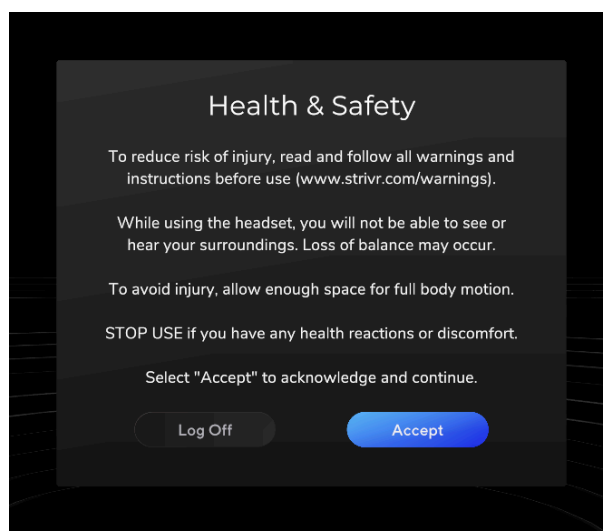 Health & Safety
To reduce risk of injury, read and follow all warnings and
instructions before use (www.strivr.com/warnings).
While using the headset, you will not be able to see or
hear your surroundings. Loss of balance may occur.
To avoid injury, allow enough space for full body motion.
STOP USE if you have any health reactions or discomfort.
Select "Accept" to acknowledge and continue.
Log Off
Accept